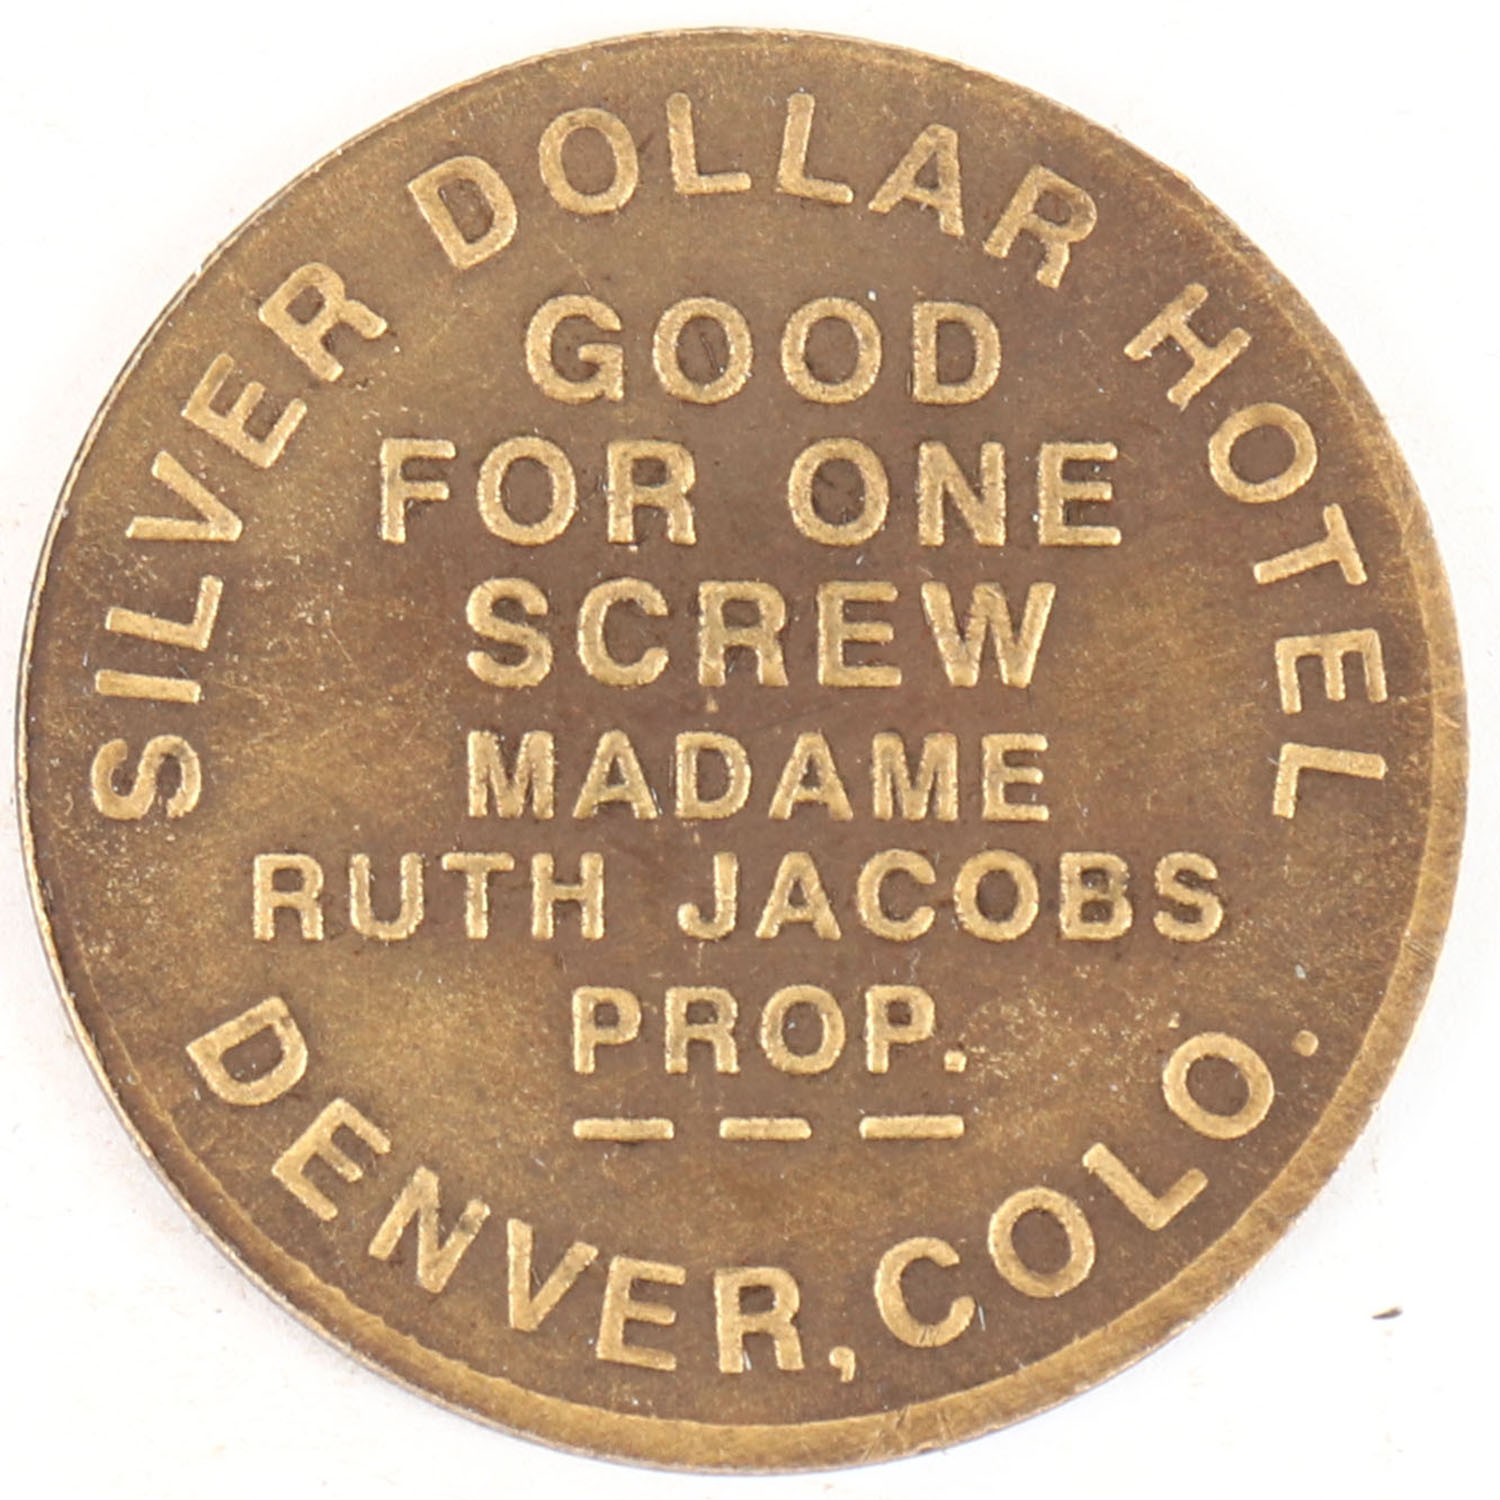 SILVER DOLLAR HOTEL
GOOD
FOR ONE
SCREW
MADAME
RUTH JACOBS
PROP.
— — —
DENVER, COLO.